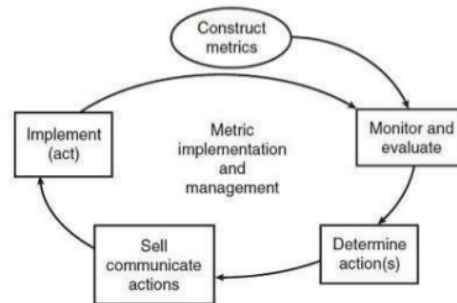 Construct
metrics
Implement
(act)
Metric
implementation
and
management
Monitor and
evaluate
Sell
communicate
actions
Determine
action(s)